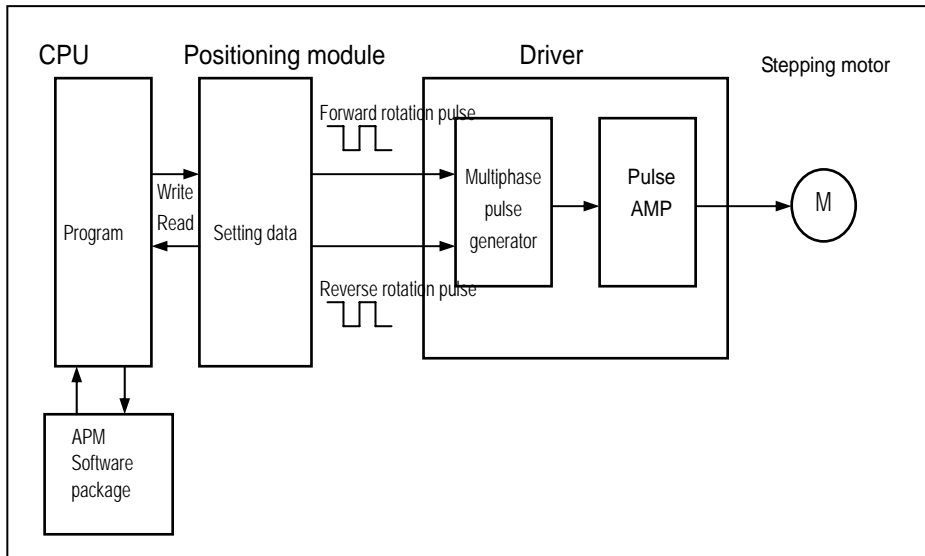 CPU
Positioning module
Driver
Stepping motor
Forward rotation pulse
Write
Read
Program
Setting data
Multiphase
pulse
generator
Pulse
AMP
M
Reverse rotation pulse
APM
Software
package